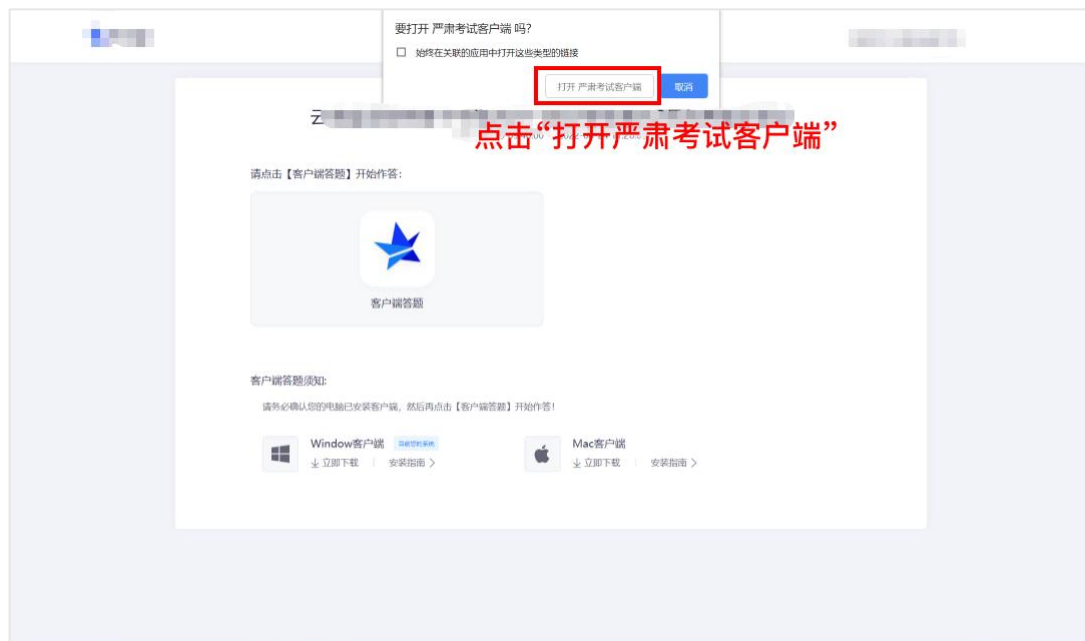 要打开 严肃考试客户端 吗？
始终在关联的应用中打开这些类型的链接
打开 严肃考试客户端
取消
云
点击“打开严肃考试客户端”
请点击【客户端答题】开始作答：
客户端答题
客户端答题须知:
请务必确认您的电脑已安装客户端，然后再点击【客户端答题】开始作答！
Window客户端
立即下载
安装指南
Mac客户端
立即下载
安装指南